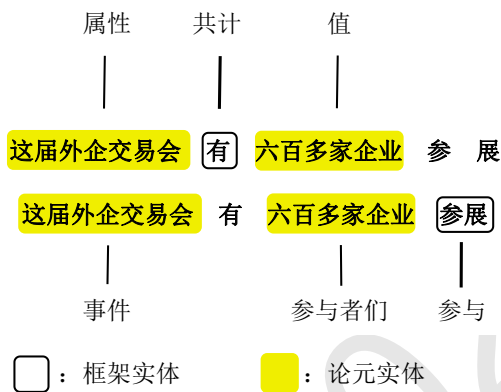 属性 共计 值
这届外企交易会 有 六百多家企业 参 展
这届外企交易会 有 六百多家企业 参展
事件 参与者们 参与
：框架实体 ：论元实体